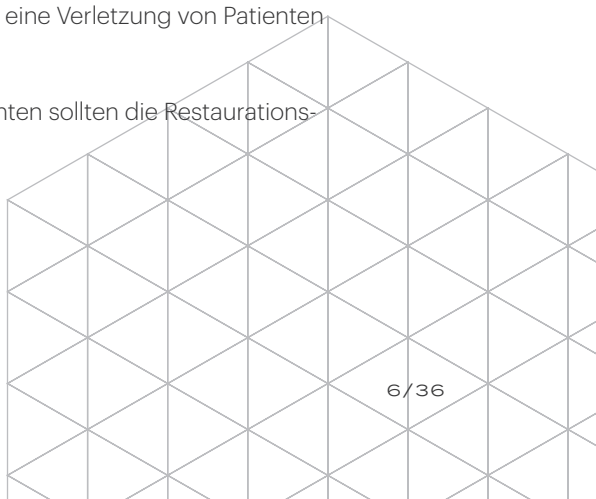 eine Verletzung von Patienten
nten sollten die Restaurations-
6/36